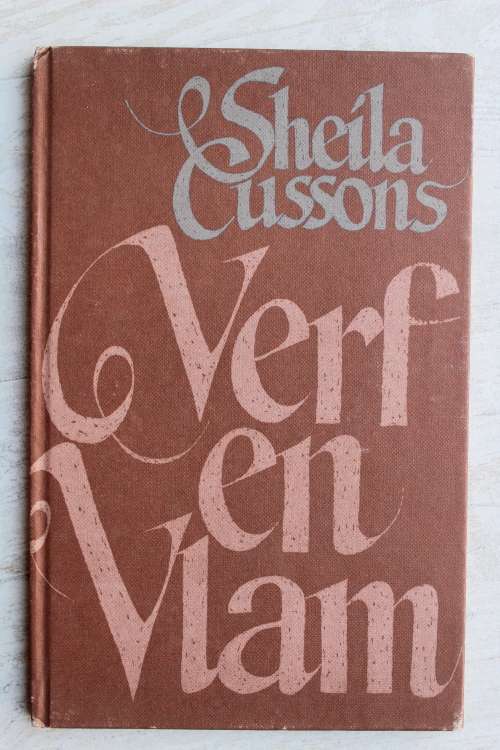 Sheila
Cussons
Verf
en
Vlam